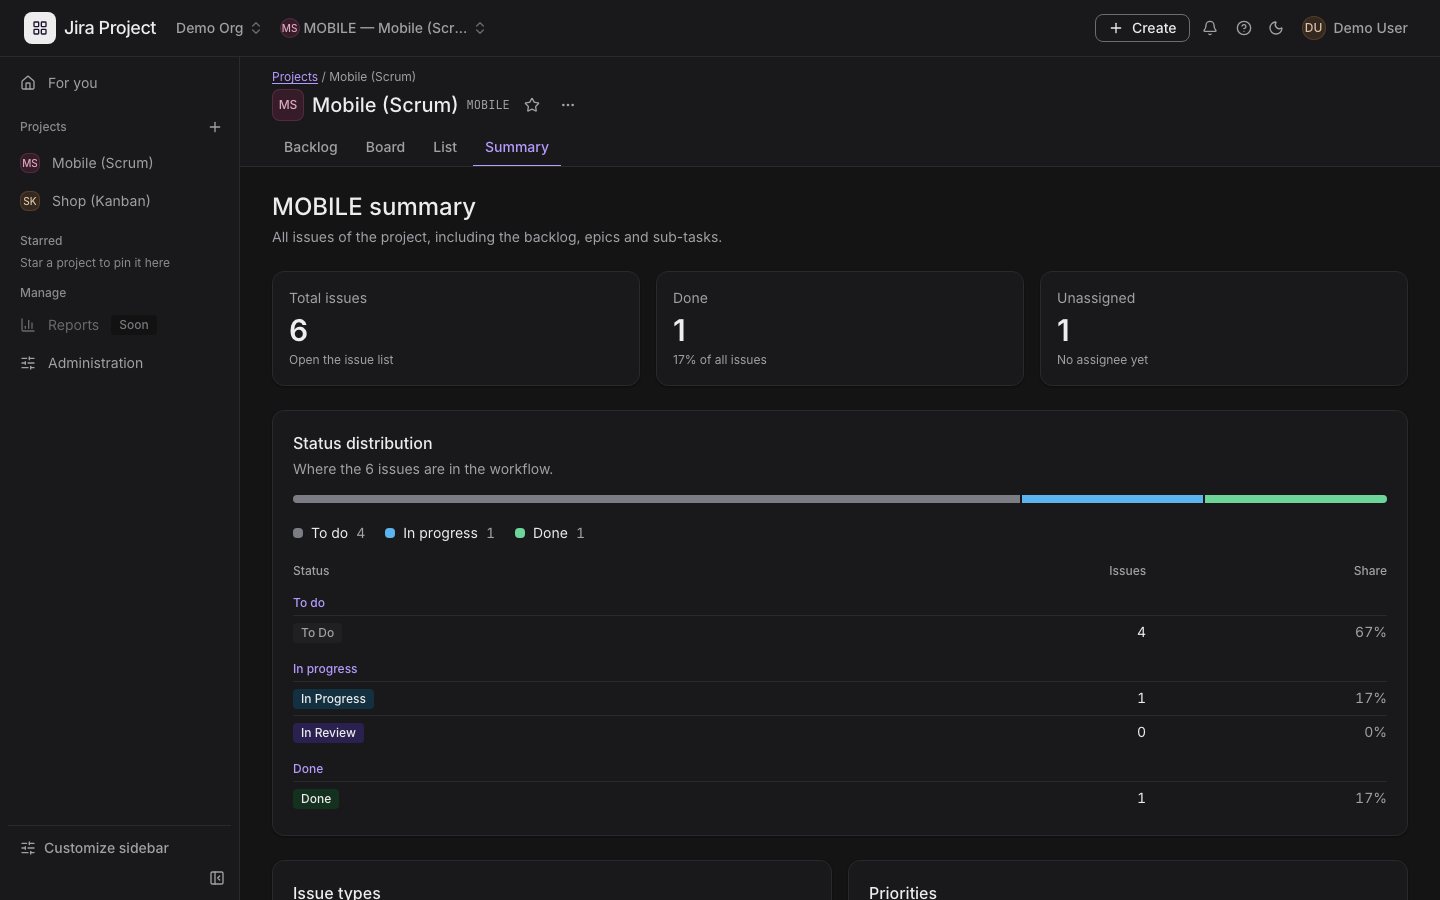 Jira Project
Demo Org
MS MOBILE — Mobile (Scr...
Create
DU Demo User
For you
Projects
MS Mobile (Scrum)
SK Shop (Kanban)
Starred
Star a project to pin it here
Manage
Reports Soon
Administration
Customize sidebar
Projects / Mobile (Scrum)
MS Mobile (Scrum) MOBILE
Backlog Board List Summary
MOBILE summary
All issues of the project, including the backlog, epics and sub-tasks.
Total issues
6
Open the issue list
Done
1
17% of all issues
Unassigned
1
No assignee yet
Status distribution
Where the 6 issues are in the workflow.
To do 4 In progress 1 Done 1
Status Issues Share
To do
To Do 4 67%
In progress
In Progress 1 17%
In Review 0 0%
Done
Done 1 17%
Issue types
Priorities